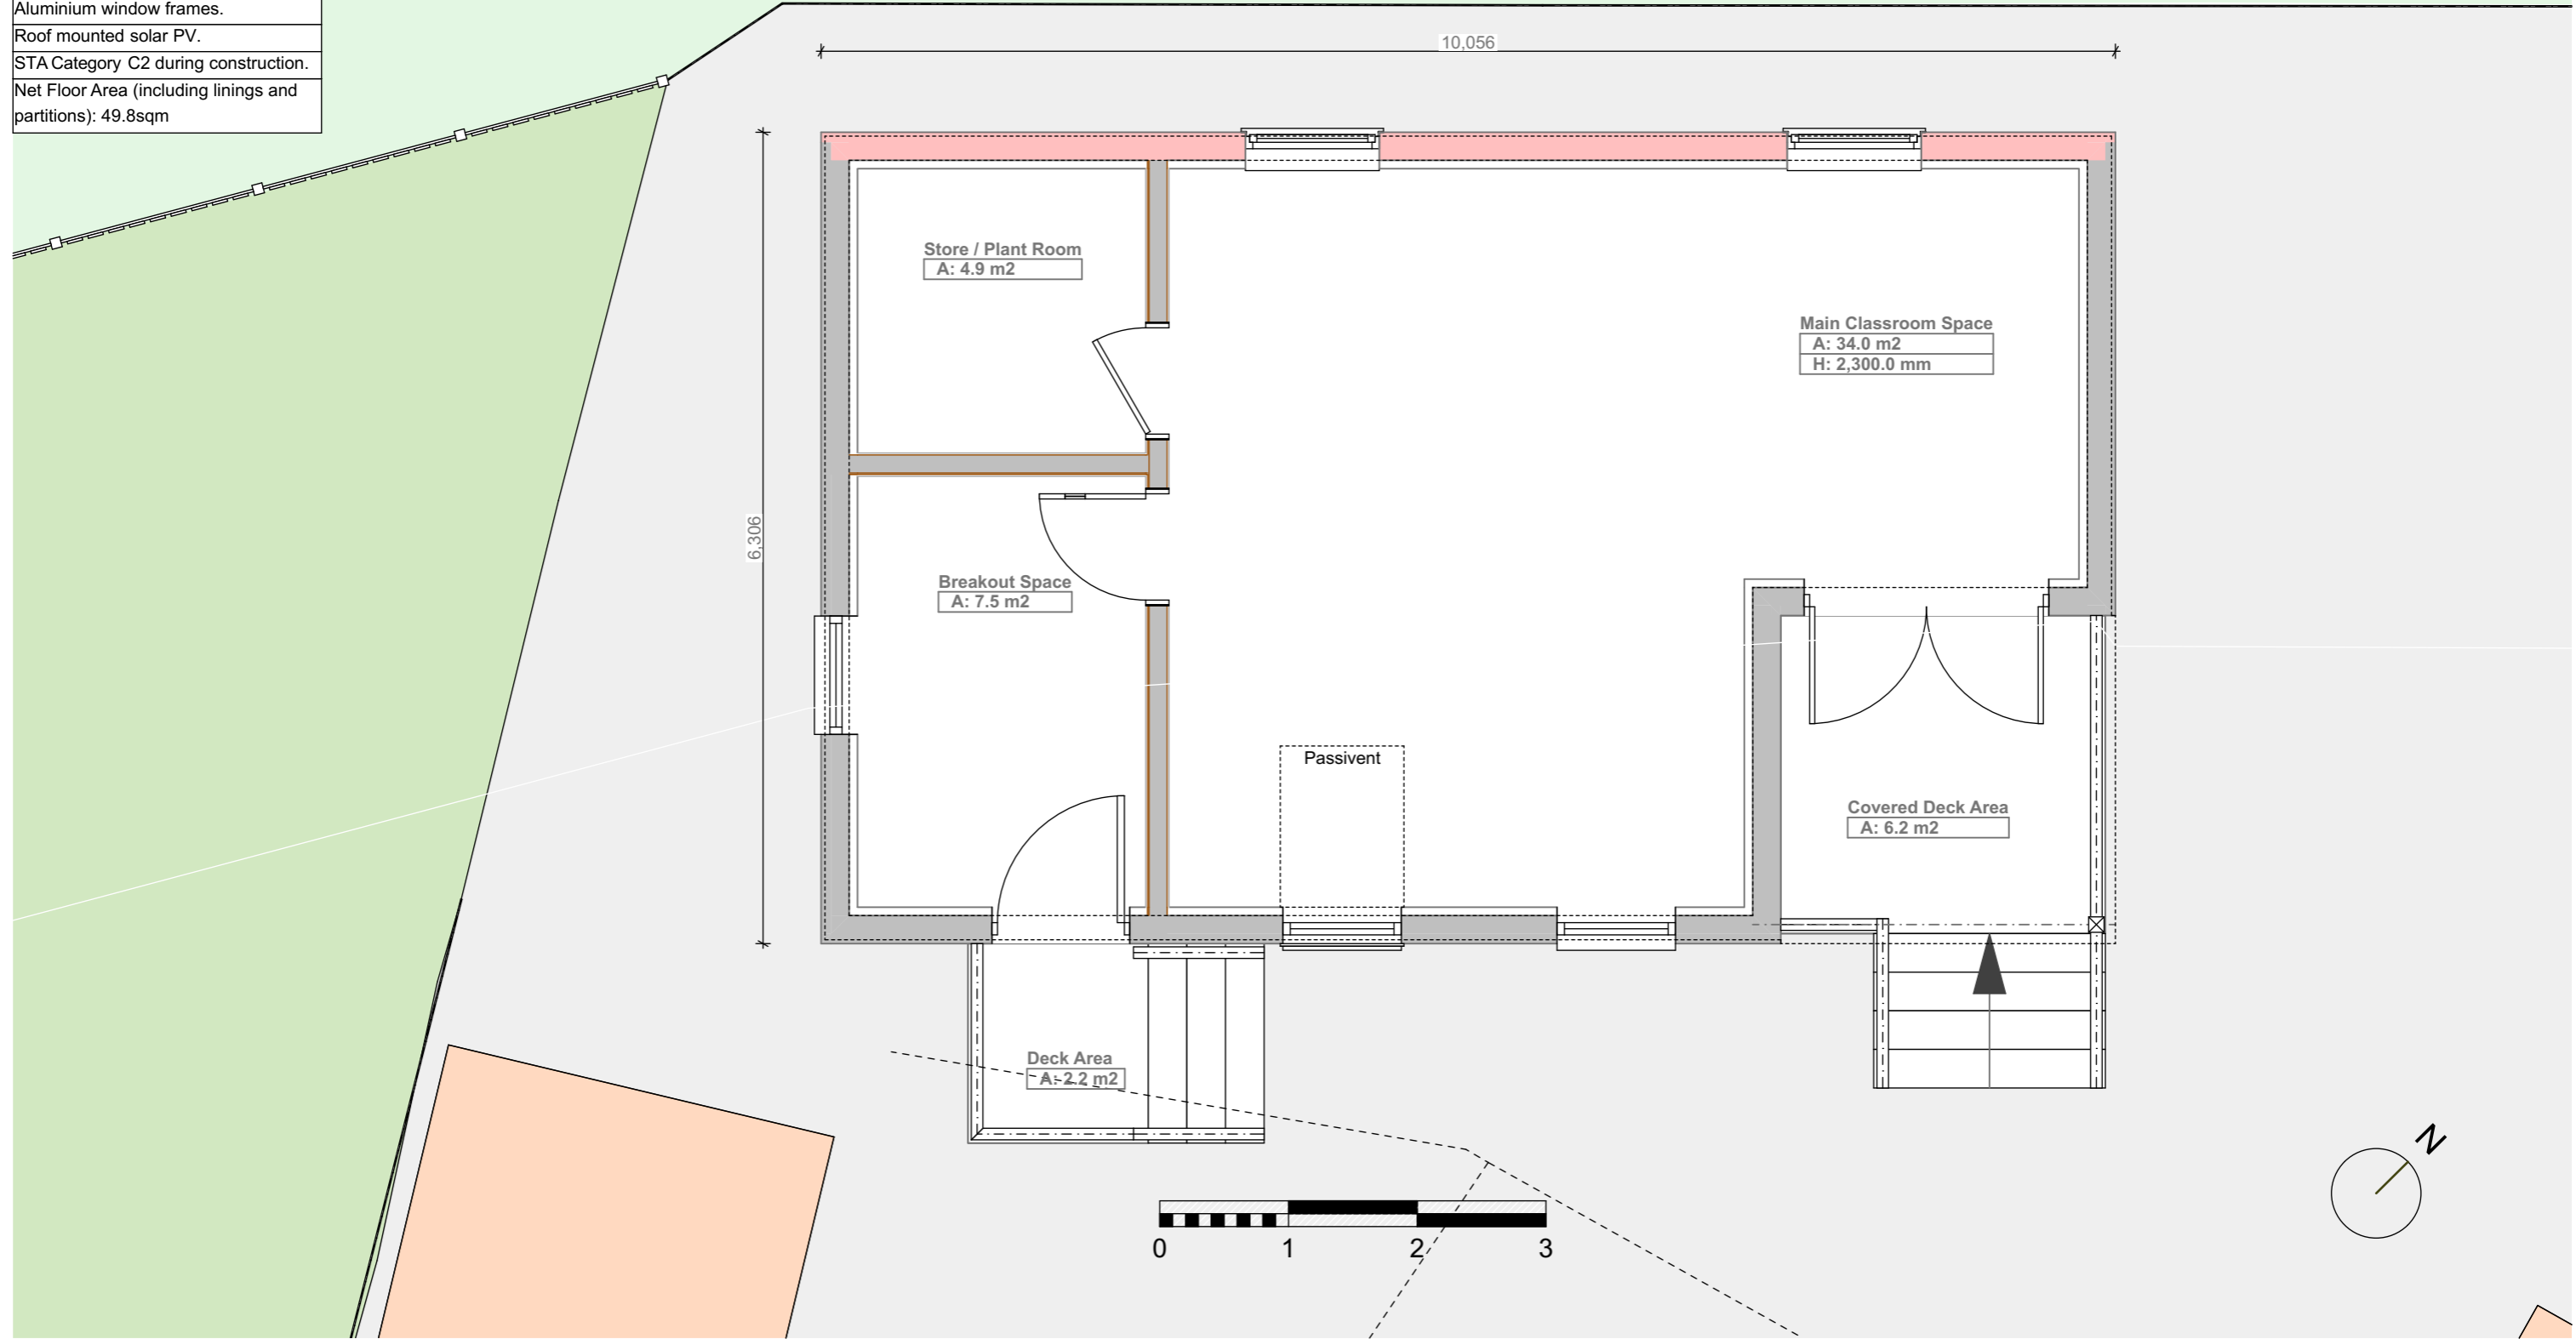 Aluminium window frames.
Roof mounted solar PV.
STA Category C2 during construction.
Net Floor Area (including linings and
partitions): 49.8sqm
10,056
6,306
Store / Plant Room
A: 4.9 m2
Main Classroom Space
A: 34.0 m2
H: 2,300.0 mm
Breakout Space
A: 7.5 m2
Passivent
Covered Deck Area
A: 6.2 m2
Deck Area
A: 2.2 m2
N
0 1 2 3